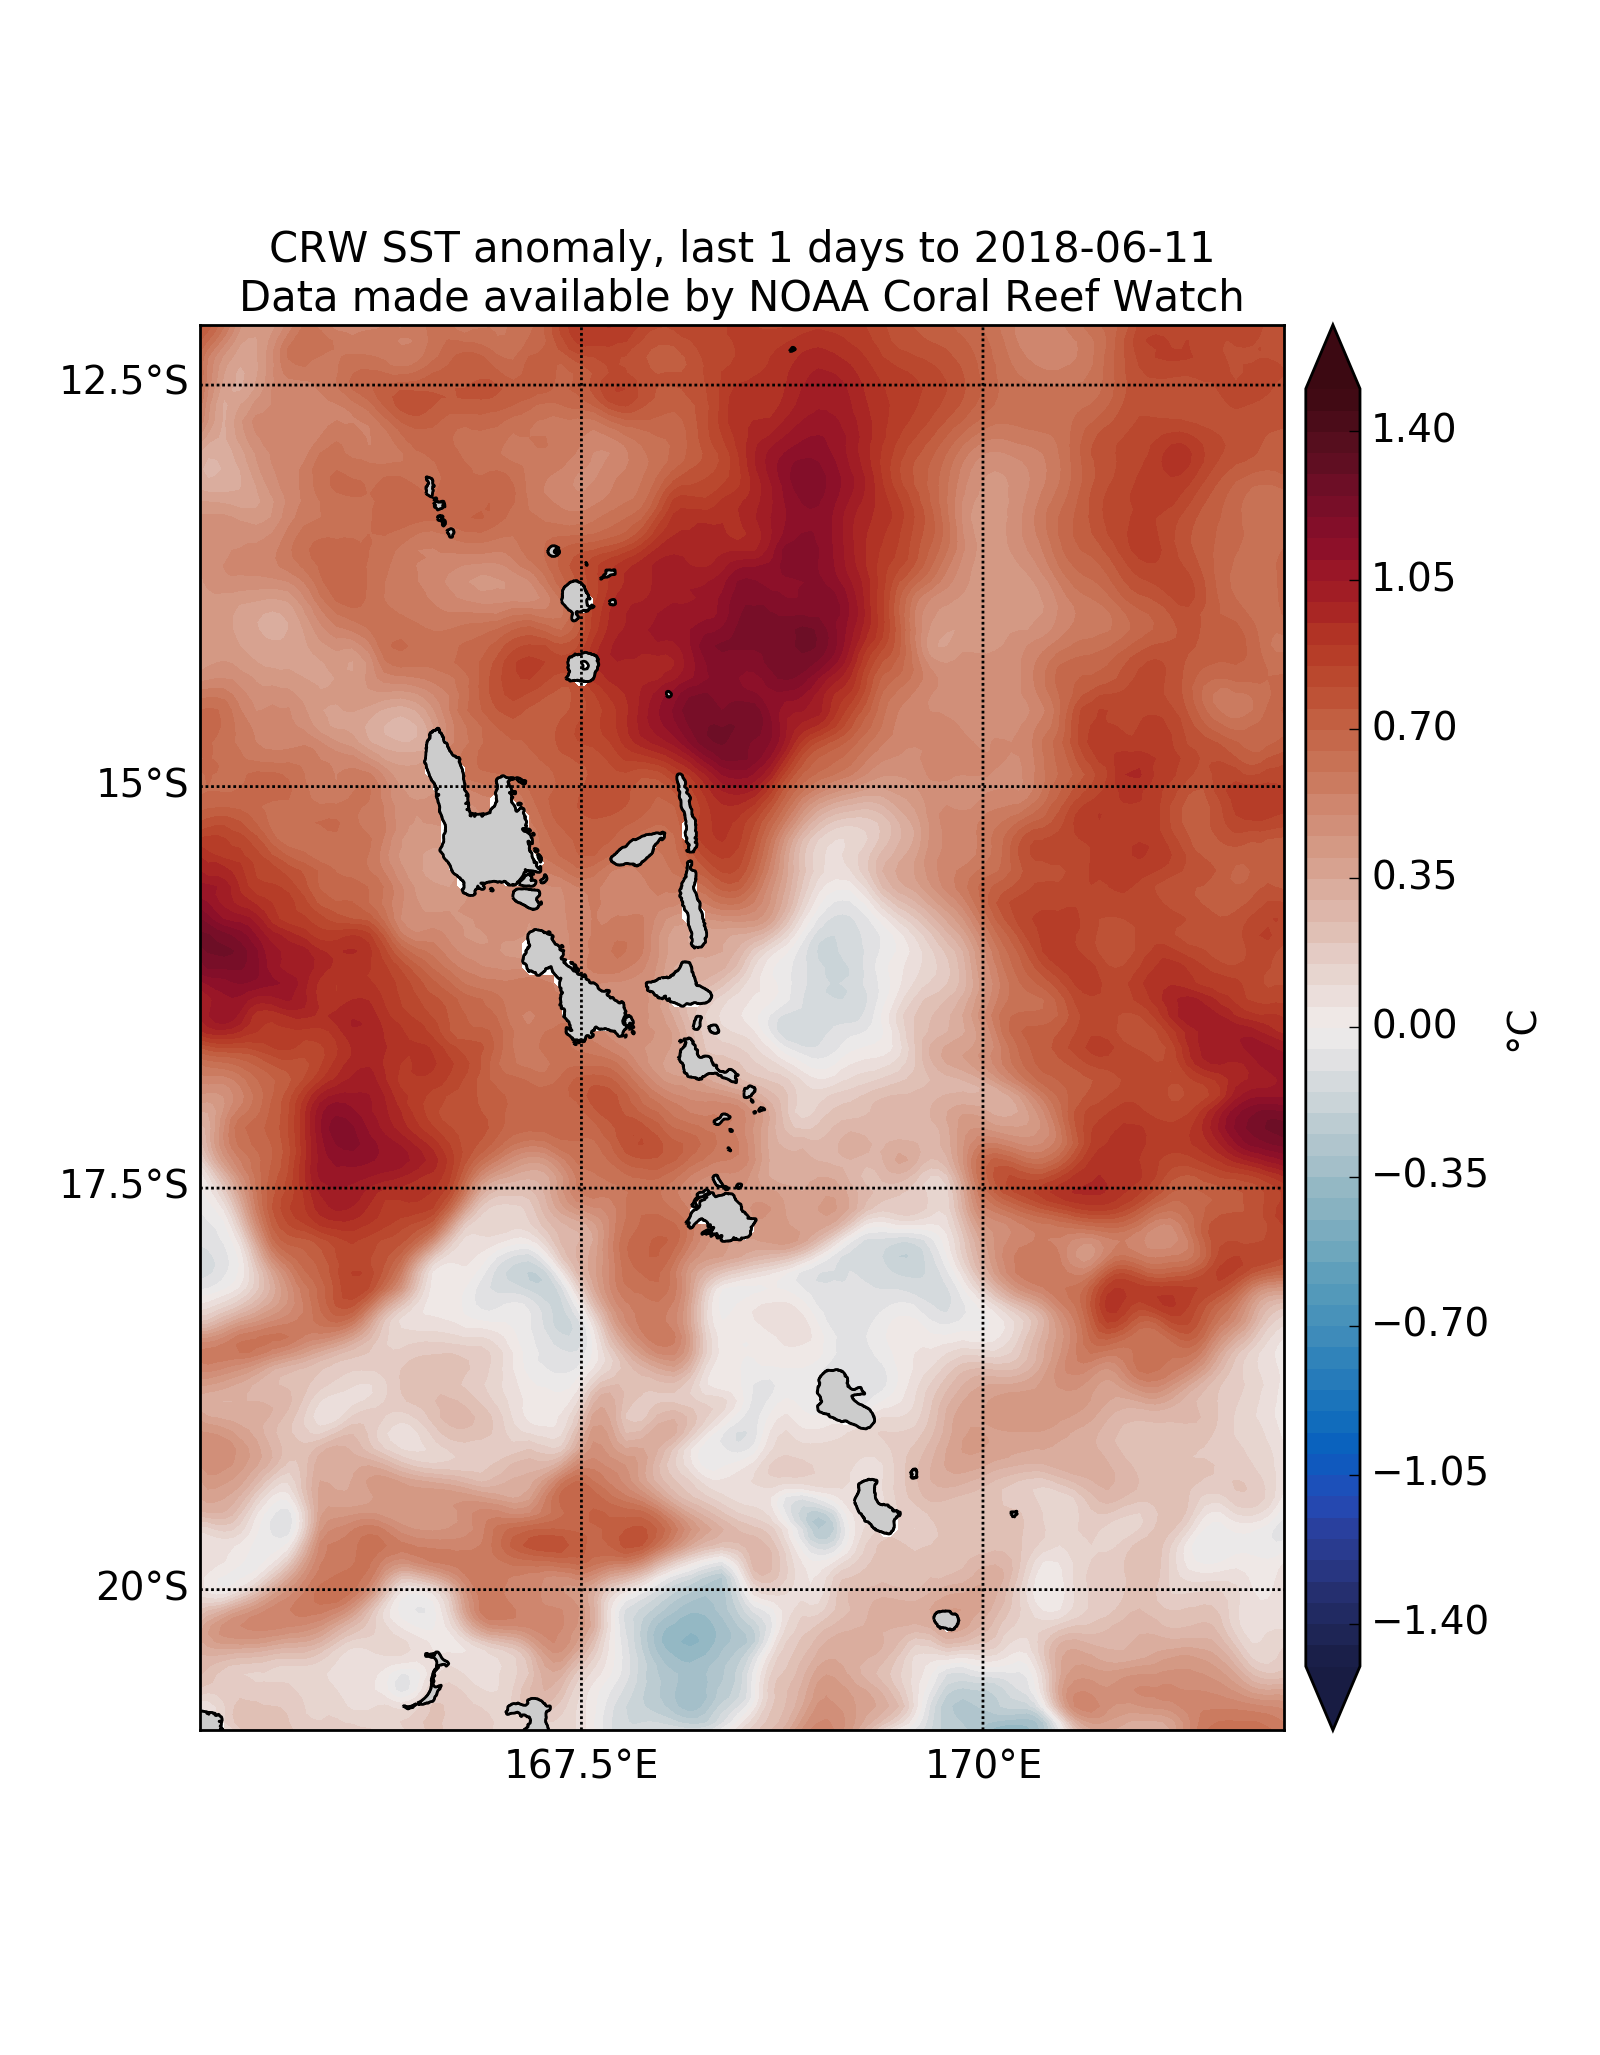 CRW SST anomaly, last 1 days to 2018-06-11
Data made available by NOAA Coral Reef Watch
12.5°S
15°S
17.5°S
20°S
167.5°E
170°E
1.40
1.05
0.70
0.35
0.00
−0.35
−0.70
−1.05
−1.40
°C